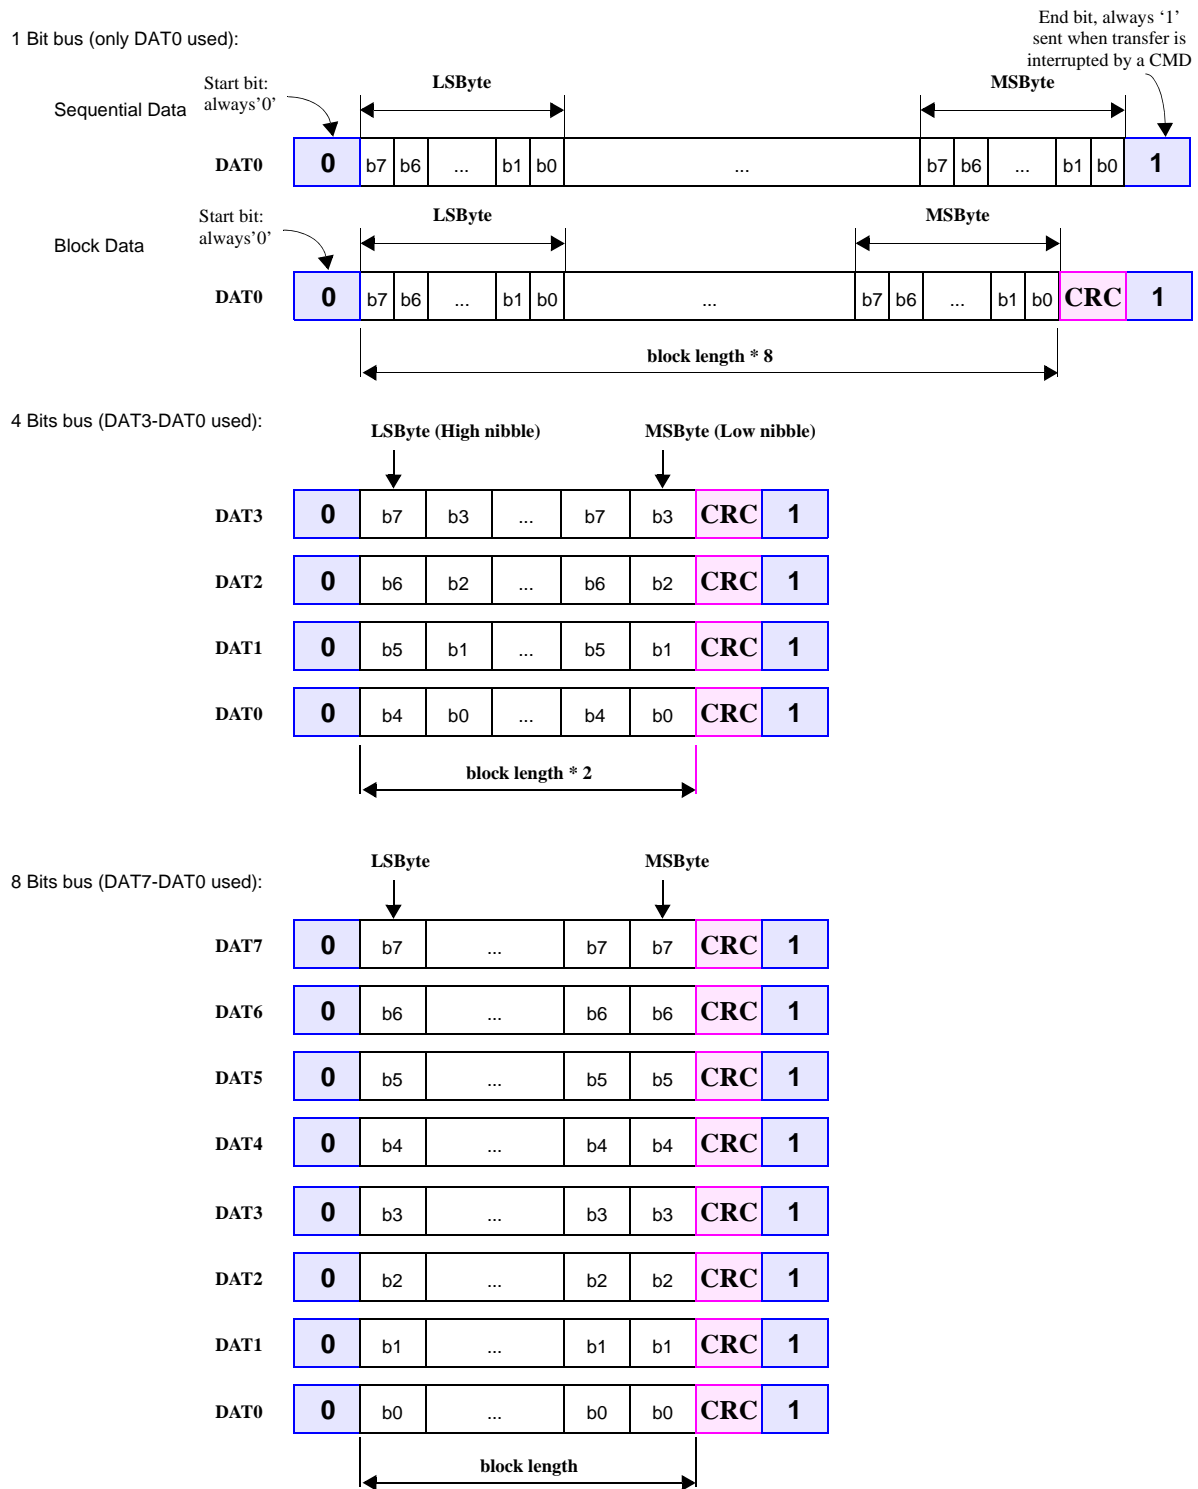 1 Bit bus (only DAT0 used):
End bit, always ‘1’
sent when transfer is
interrupted by a CMD
Sequential Data
Start bit:
always’0’
LSByte
MSByte
DAT0 0 b7 b6 ... b1 b0 ... b7 b6 ... b1 b0 1
Block Data
Start bit:
always’0’
LSByte
MSByte
DAT0 0 b7 b6 ... b1 b0 ... b7 b6 ... b1 b0 CRC 1
block length * 8
4 Bits bus (DAT3-DAT0 used):
LSByte (High nibble)
MSByte (Low nibble)
DAT3 0 b7 b3 ... b7 b3 CRC 1
DAT2 0 b6 b2 ... b6 b2 CRC 1
DAT1 0 b5 b1 ... b5 b1 CRC 1
DAT0 0 b4 b0 ... b4 b0 CRC 1
block length * 2
8 Bits bus (DAT7-DAT0 used):
LSByte
MSByte
DAT7 0 b7 ... b7 b7 CRC 1
DAT6 0 b6 ... b6 b6 CRC 1
DAT5 0 b5 ... b5 b5 CRC 1
DAT4 0 b4 ... b4 b4 CRC 1
DAT3 0 b3 ... b3 b3 CRC 1
DAT2 0 b2 ... b2 b2 CRC 1
DAT1 0 b1 ... b1 b1 CRC 1
DAT0 0 b0 ... b0 b0 CRC 1
block length